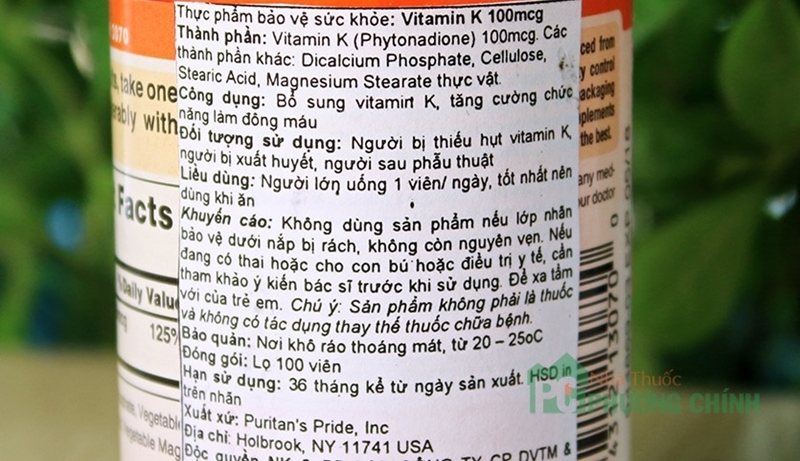 Thực phẩm bảo vệ sức khỏe: Vitamin K 100mcg
Thành phần: Vitamin K (Phytonadione) 100mcg. Các
thành phần khác: Dicalcium Phosphate, Cellulose,
Stearic Acid, Magnesium Stearate thực vật.
Công dụng: Bổ sung vitamin K, tăng cường chức
năng làm đông máu
Đối tượng sử dụng: Người bị thiếu hụt vitamin K,
người bị xuất huyết, người sau phẫu thuật
Liều dùng: Người lớn uống 1 viên/ ngày, tốt nhất nên
dùng khi ăn
Khuyến cáo: Không dùng sản phẩm nếu lớp nhãn
bảo vệ dưới nắp bị rách, không còn nguyên vẹn. Nếu
đang có thai hoặc cho con bú hoặc điều trị y tế, cần
tham khảo ý kiến bác sĩ trước khi sử dụng. Để xa tầm
với của trẻ em. Chú ý: Sản phẩm không phải là thuốc
và không có tác dụng thay thế thuốc chữa bệnh.
Bảo quản: Nơi khô ráo thoáng mát, từ 20 – 25oC
Đóng gói: Lọ 100 viên
Hạn sử dụng: 36 tháng kể từ ngày sản xuất. HSD in
trên nhãn
Xuất xứ: Puritan's Pride, Inc
Địa chỉ: Holbrook, NY 11741 USA
take one
with
Facts
Daily Value
125%
Vegetable
Vegetable Mag
from
control
the best.
any med-
our doctor
EXP 05/18
Thuốc
PHƯƠNG CHÍNH